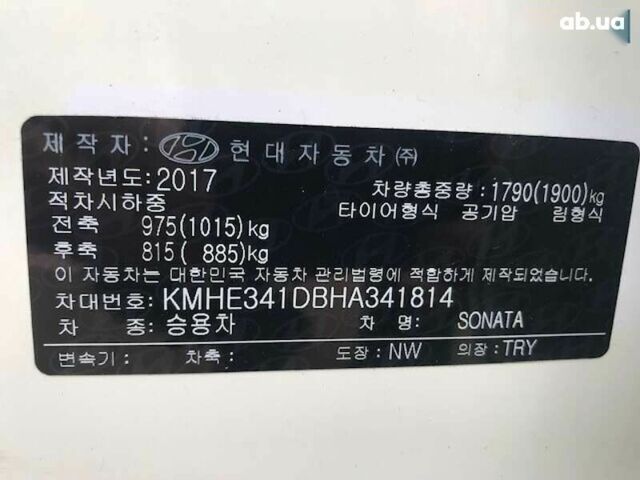 ab.ua
제작자: 현대자동차(주)
제작년도:2017 차량총중량:1790(1900)kg
적차시하중 타이어형식 공기압 림형식
전축 975(1015)kg
후축 815( 885)kg
이 자동차는 대한민국 자동차 관리법령에 적합하게 제작되었습니다.
차대번호: KMHE341DBHA341814
차 종: 승용차 차 명: SONATA
변속기: 차축: 도장: NW 의장: TRY